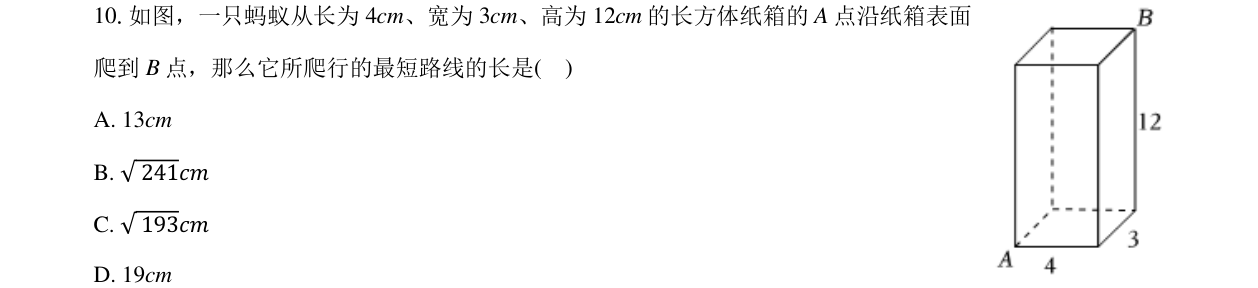 10. 如图，一只蚂蚁从长为 4cm、宽为 3cm、高为 12cm 的长方体纸箱的 A 点沿纸箱表面
爬到 B 点，那么它所爬行的最短路线的长是(    )
A. 13cm
B. √241cm
C. √193cm
D. 19cm
B
12
3
A
4